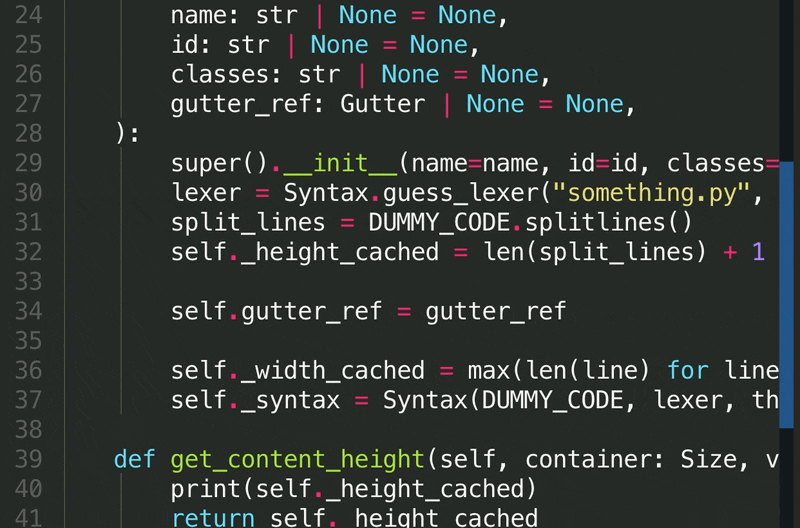 24 name: str | None = None,
25 id: str | None = None,
26 classes: str | None = None,
27 gutter_ref: Gutter | None = None,
28 ):
29 super().__init__(name=name, id=id, classes=
30 lexer = Syntax.guess_lexer("something.py",
31 split_lines = DUMMY_CODE.splitlines()
32 self._height_cached = len(split_lines) + 1
33
34 self.gutter_ref = gutter_ref
35
36 self._width_cached = max(len(line) for line
37 self._syntax = Syntax(DUMMY_CODE, lexer, th
38
39 def get_content_height(self, container: Size, v
40 print(self._height_cached)
41 return self._height_cached